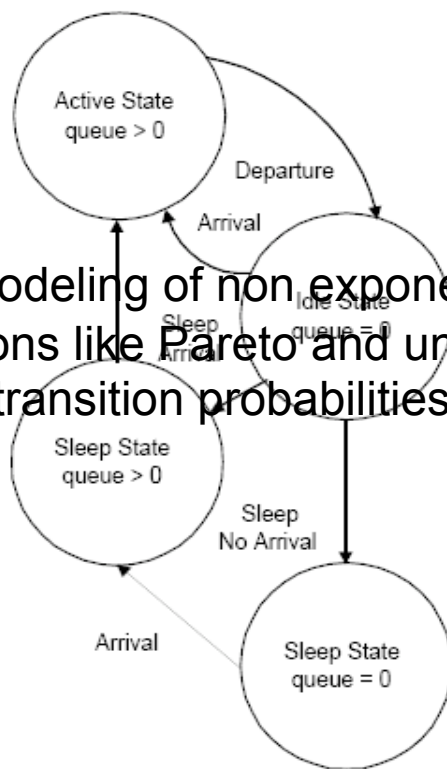 Active State
queue > 0
Departure
Arrival
odeling of non expone
Idle State
queue = 0
Sleep
Arrival
ons like Pareto and un
transition probabilities
Sleep State
queue > 0
Sleep
No Arrival
Arrival
Sleep State
queue = 0